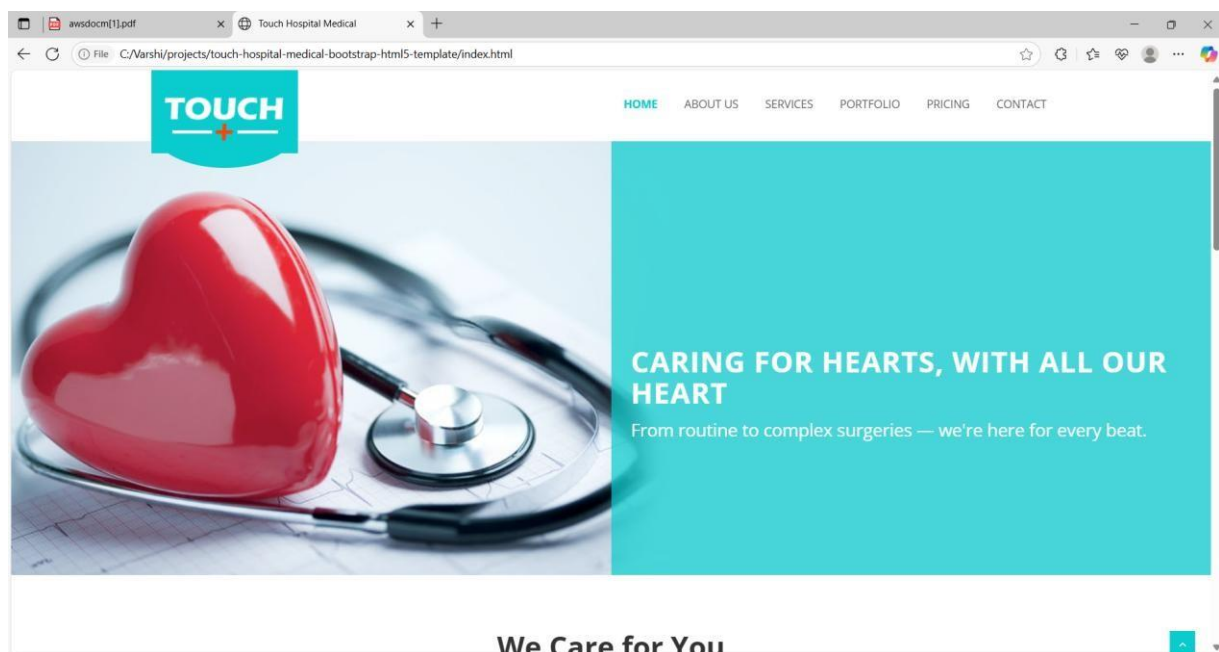 awsdocm[1].pdf
Touch Hospital Medical
File C:/Varshi/projects/touch-hospital-medical-bootstrap-html5-template/index.html
TOUCH
HOME ABOUT US SERVICES PORTFOLIO PRICING CONTACT
CARING FOR HEARTS, WITH ALL OUR
HEART
From routine to complex surgeries — we're here for every beat.
We Care for You